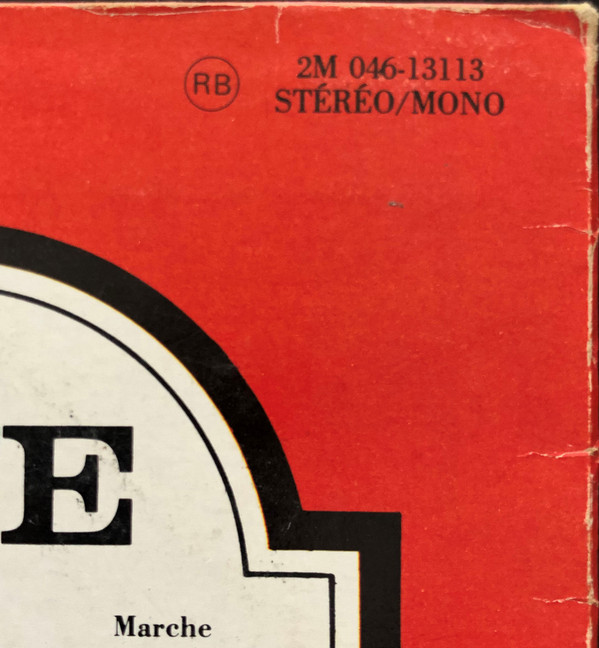 RB
2M 046-13113
STÉRÉO/MONO
E
Marche